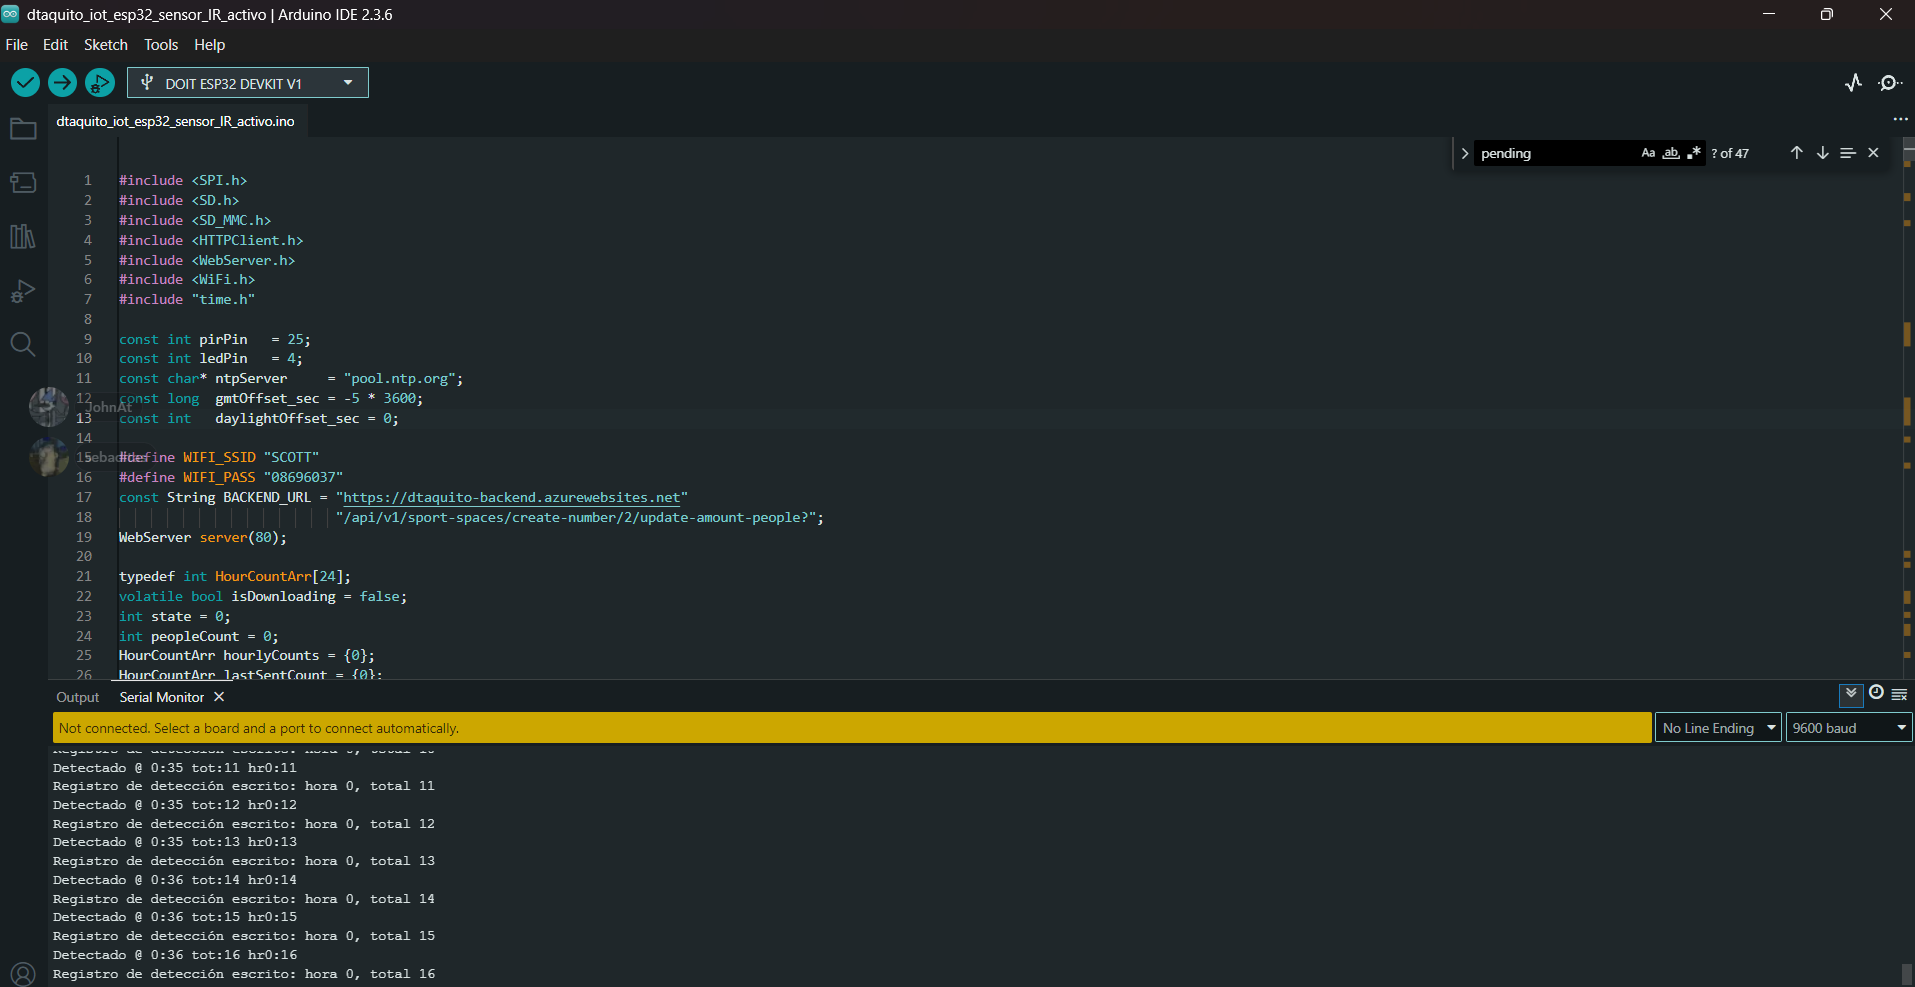 dtaquito_iot_esp32_sensor_IR_activo | Arduino IDE 2.3.6
File Edit Sketch Tools Help
DOIT ESP32 DEVKIT V1
dtaquito_iot_esp32_sensor_IR_activo.ino
pending Aa ab .* ? of 47
1 #include <SPI.h>
2 #include <SD.h>
3 #include <SD_MMC.h>
4 #include <HTTPClient.h>
5 #include <WebServer.h>
6 #include <WiFi.h>
7 #include "time.h"
8
9 const int pirPin   = 25;
10 const int ledPin   = 4;
11 const char* ntpServer     = "pool.ntp.org";
12 const long  gmtOffset_sec = -5 * 3600;
JohnAt
13 const int   daylightOffset_sec = 0;
14
15 #define WIFI_SSID "SCOTT"
16 #define WIFI_PASS "08696037"
17 const String BACKEND_URL = "https://dtaquito-backend.azurewebsites.net"
18 "/api/v1/sport-spaces/create-number/2/update-amount-people?";
19 WebServer server(80);
20
21 typedef int HourCountArr[24];
22 volatile bool isDownloading = false;
23 int state = 0;
24 int peopleCount = 0;
25 HourCountArr hourlyCounts = {0};
26 HourCountArr lastSentCount = {0};
Output Serial Monitor
Not connected. Select a board and a port to connect automatically.
No Line Ending 9600 baud
Registro de detección escrito: hora 0, total 10
Detectado @ 0:35 tot:11 hr0:11
Registro de detección escrito: hora 0, total 11
Detectado @ 0:35 tot:12 hr0:12
Registro de detección escrito: hora 0, total 12
Detectado @ 0:35 tot:13 hr0:13
Registro de detección escrito: hora 0, total 13
Detectado @ 0:36 tot:14 hr0:14
Registro de detección escrito: hora 0, total 14
Detectado @ 0:36 tot:15 hr0:15
Registro de detección escrito: hora 0, total 15
Detectado @ 0:36 tot:16 hr0:16
Registro de detección escrito: hora 0, total 16